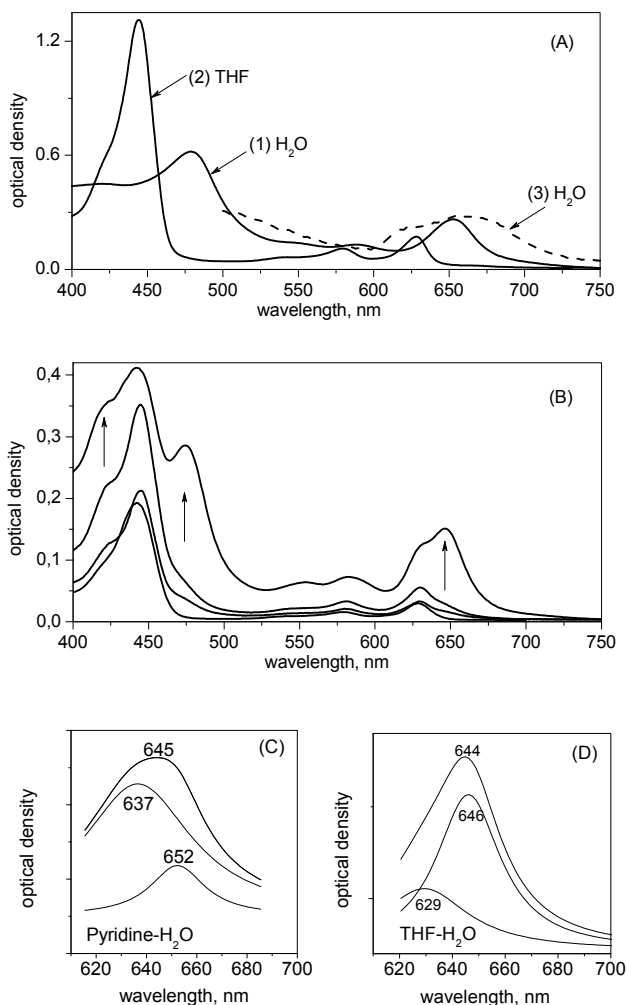 (A)
1.2
(2) THF
optical density
0.6
(1) H₂O
(3) H₂O
0.0
400 450 500 550 600 650 700 750
wavelength, nm
(B)
0,4
0,3
optical density
0,2
0,1
0,0
400 450 500 550 600 650 700 750
wavelength, nm
(C)
645
637
652
optical density
Pyridine-H₂O
620 640 660 680 700
wavelength, nm
(D)
644
646
629
optical density
THF-H₂O
620 640 660 680 700
wavelength, nm